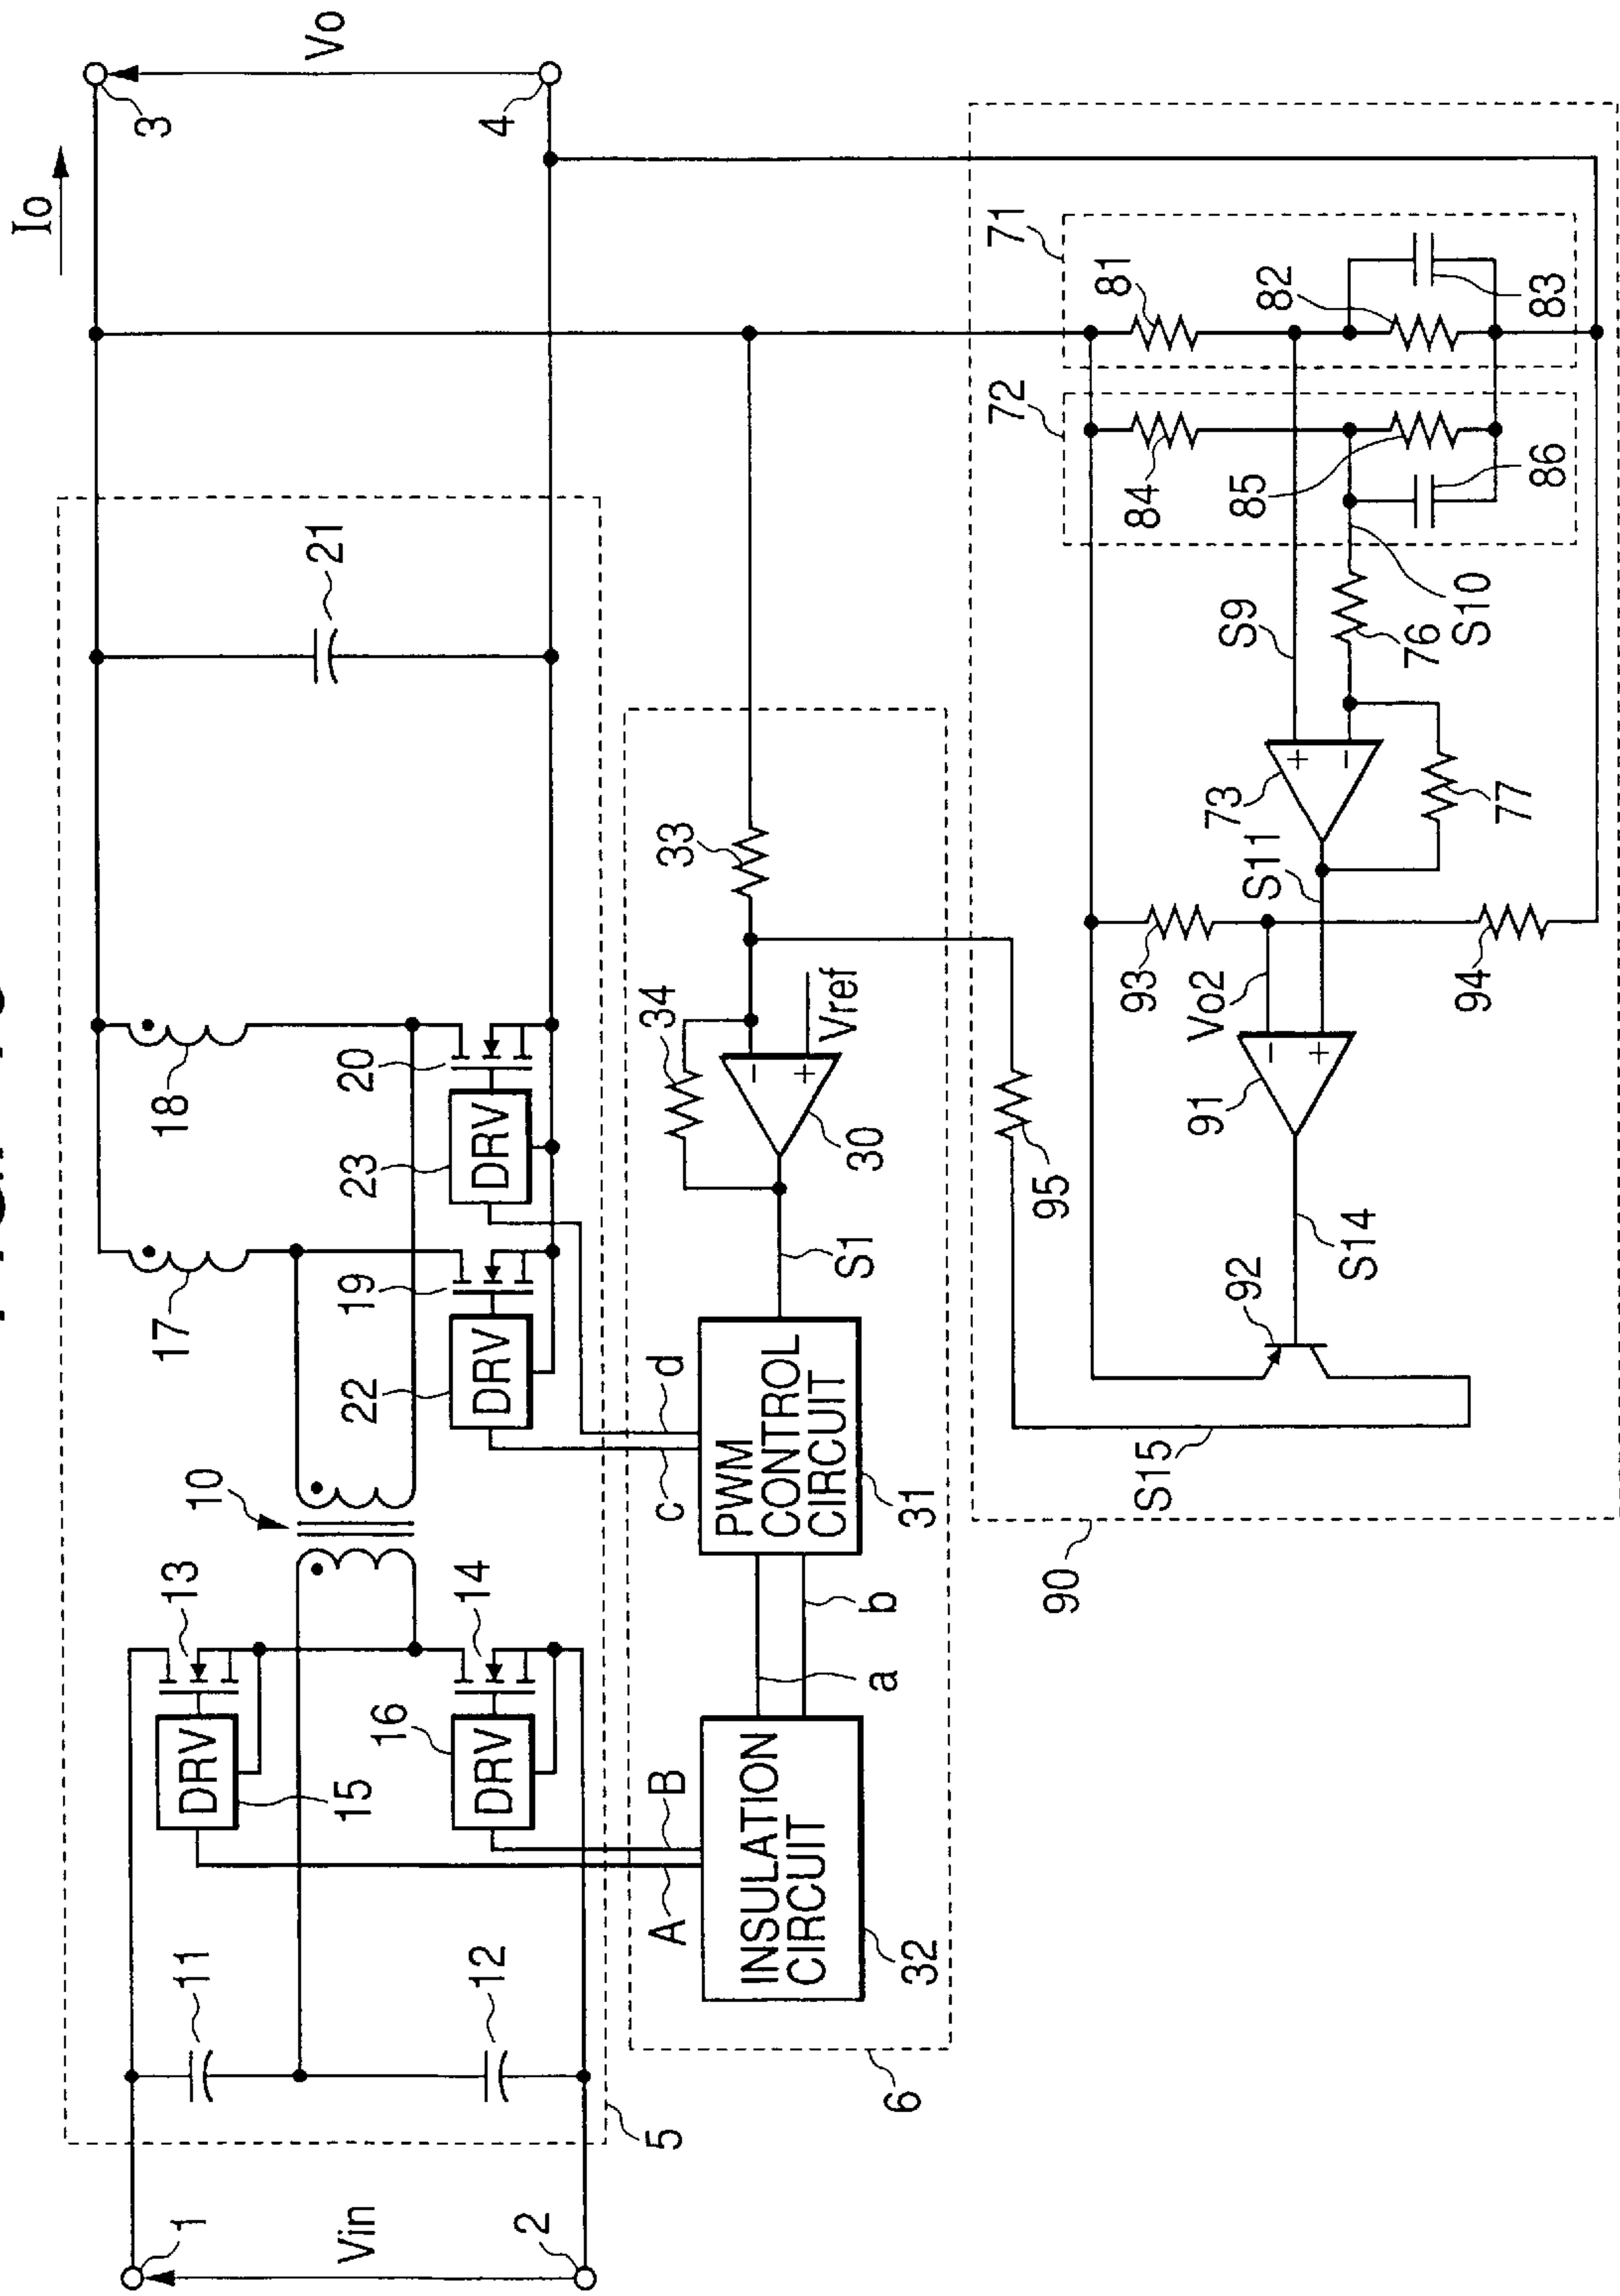 Io
Vo
3
4
5
10
11
12
13
14
DRV
15
DRV
16
17
18
19
20
21
DRV
22
DRV
23
1
Vin
2
6
A
B
INSULATION
CIRCUIT
32
a
b
c
d
PWM
CONTROL
CIRCUIT
31
S1
34
33
−
+
Vref
30
90
S15
95
92
S14
91
−
+
Vo2
93
94
S11
73
+
−
77
S9
76
S10
72
84
85
86
71
81
82
83